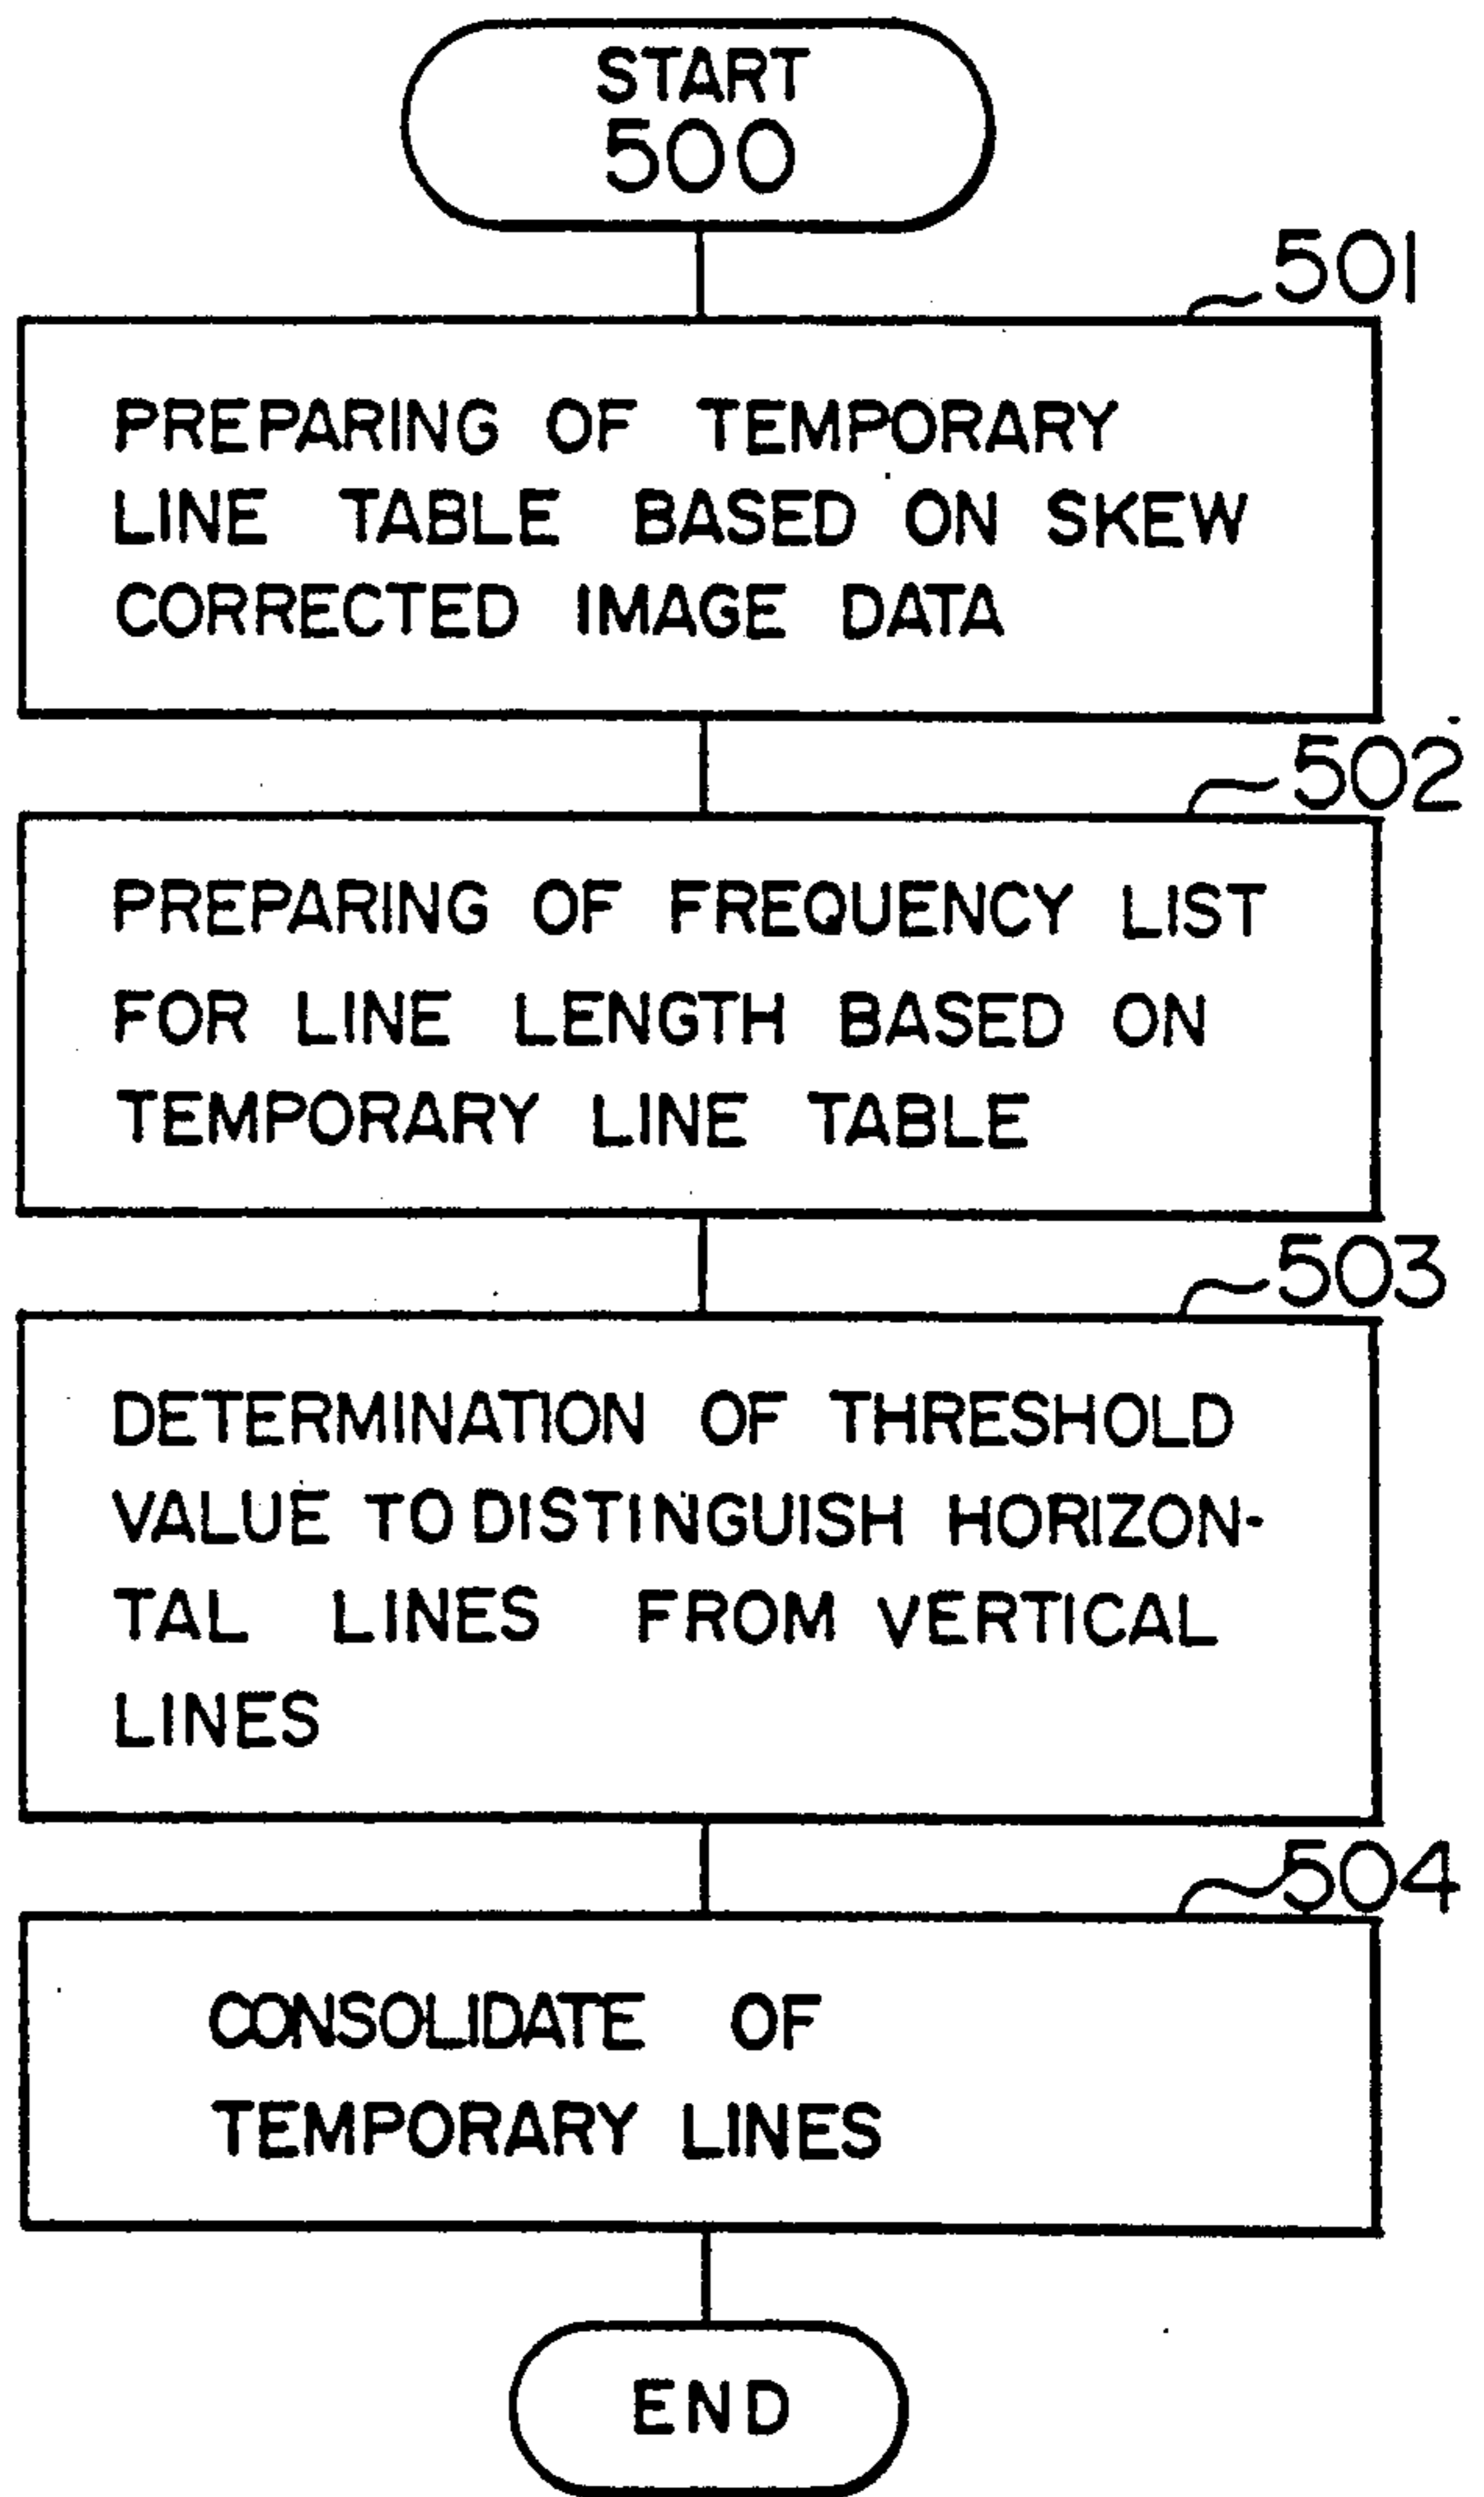 START
500
501
PREPARING OF TEMPORARY
LINE TABLE BASED ON SKEW
CORRECTED IMAGE DATA
502
PREPARING OF FREQUENCY LIST
FOR LINE LENGTH BASED ON
TEMPORARY LINE TABLE
503
DETERMINATION OF THRESHOLD
VALUE TO DISTINGUISH HORIZON-
TAL LINES FROM VERTICAL
LINES
504
CONSOLIDATE OF
TEMPORARY LINES
END